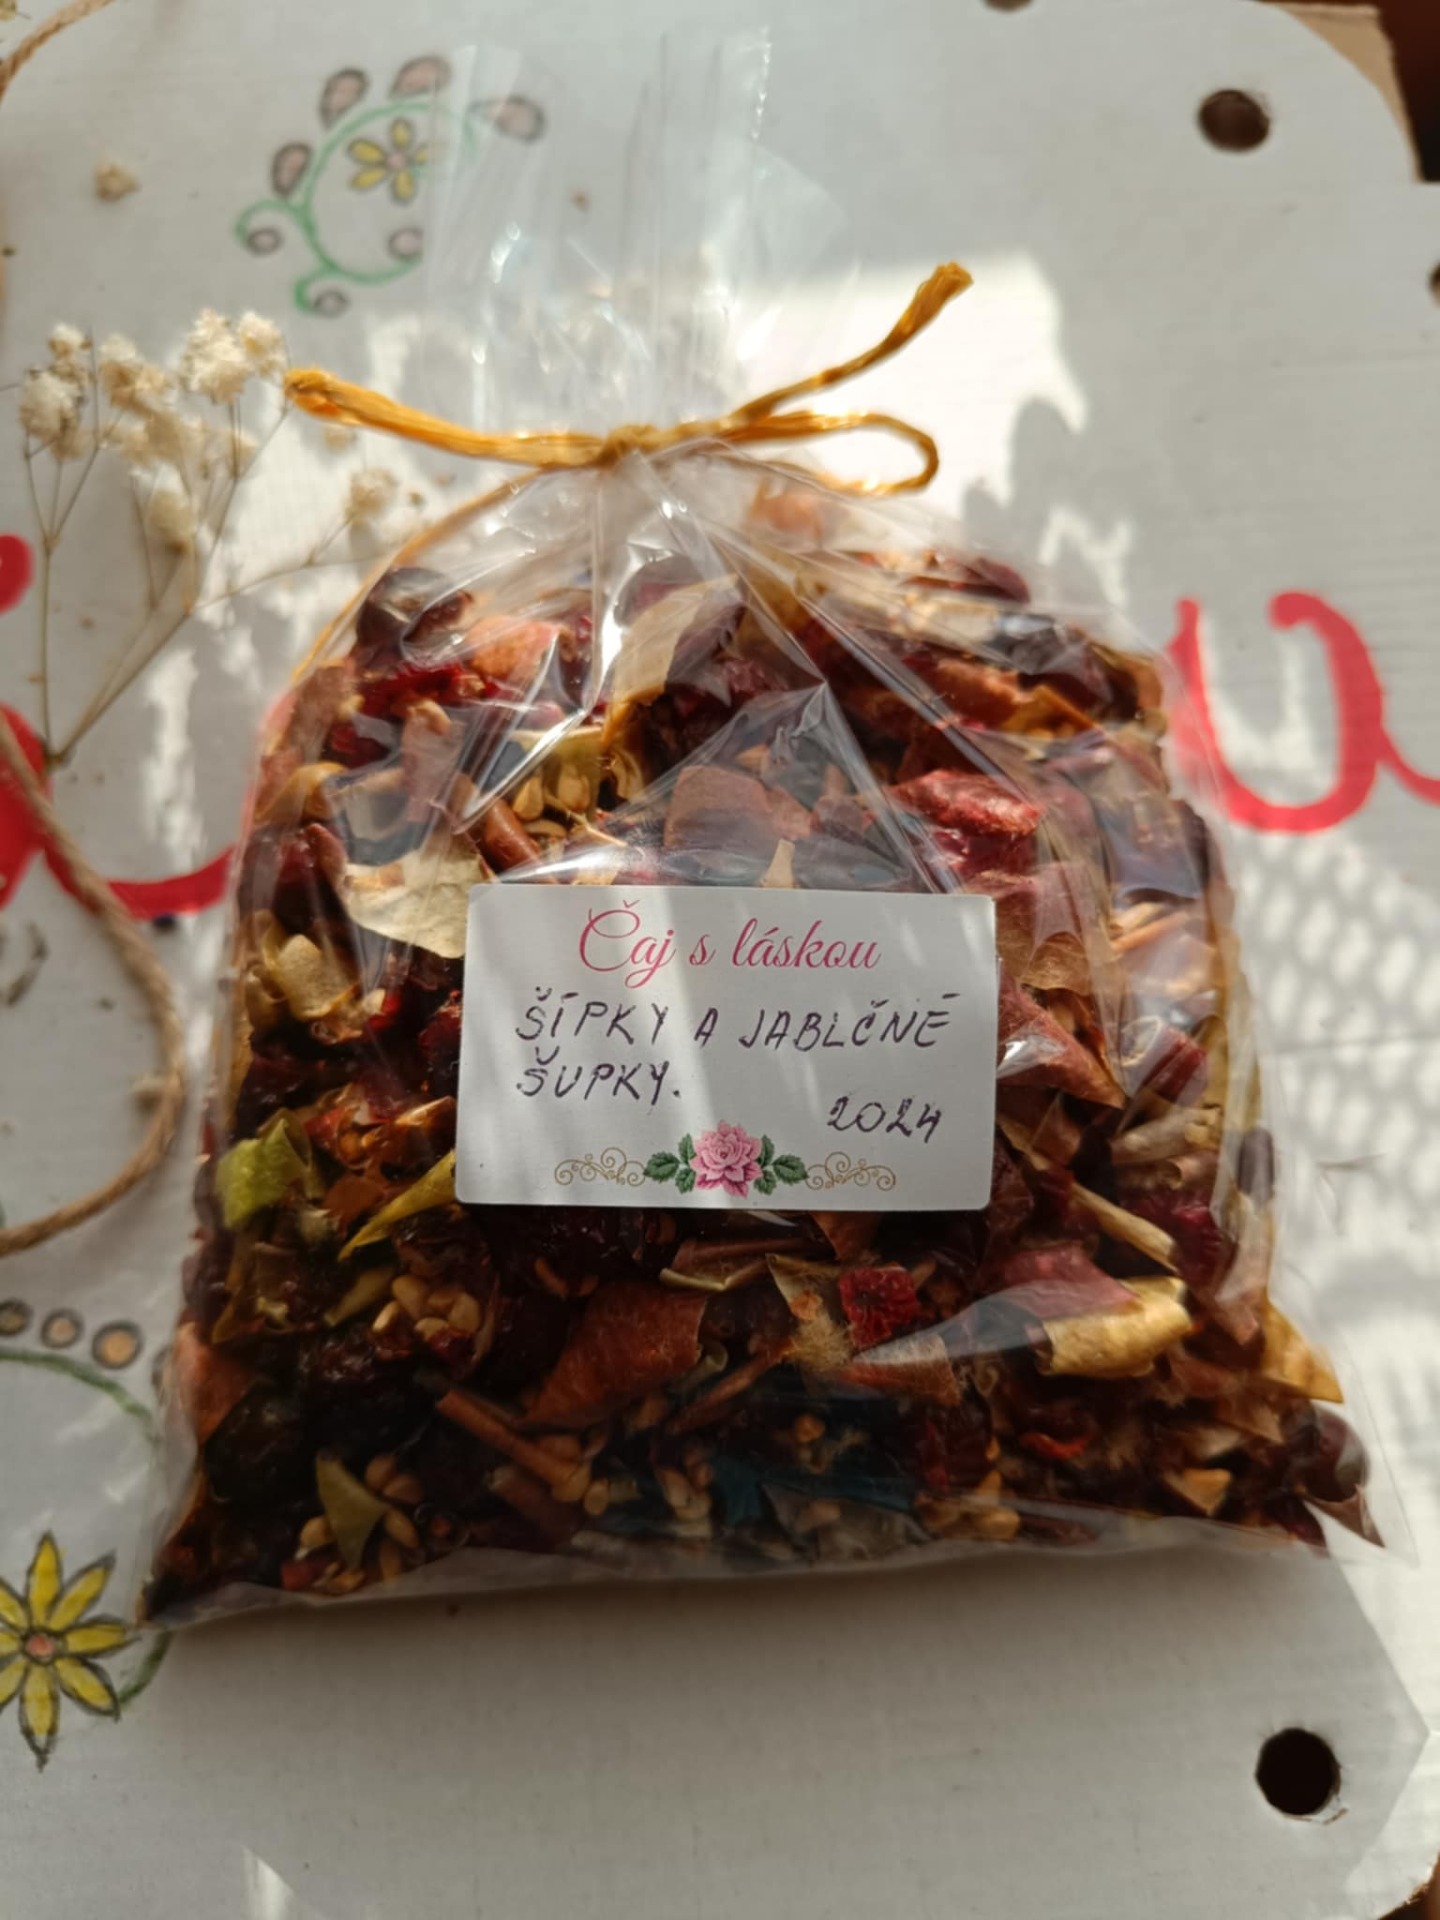 Čaj s láskou
ŠÍPKY A JABLČNÉ
ŠUPKY.
2024